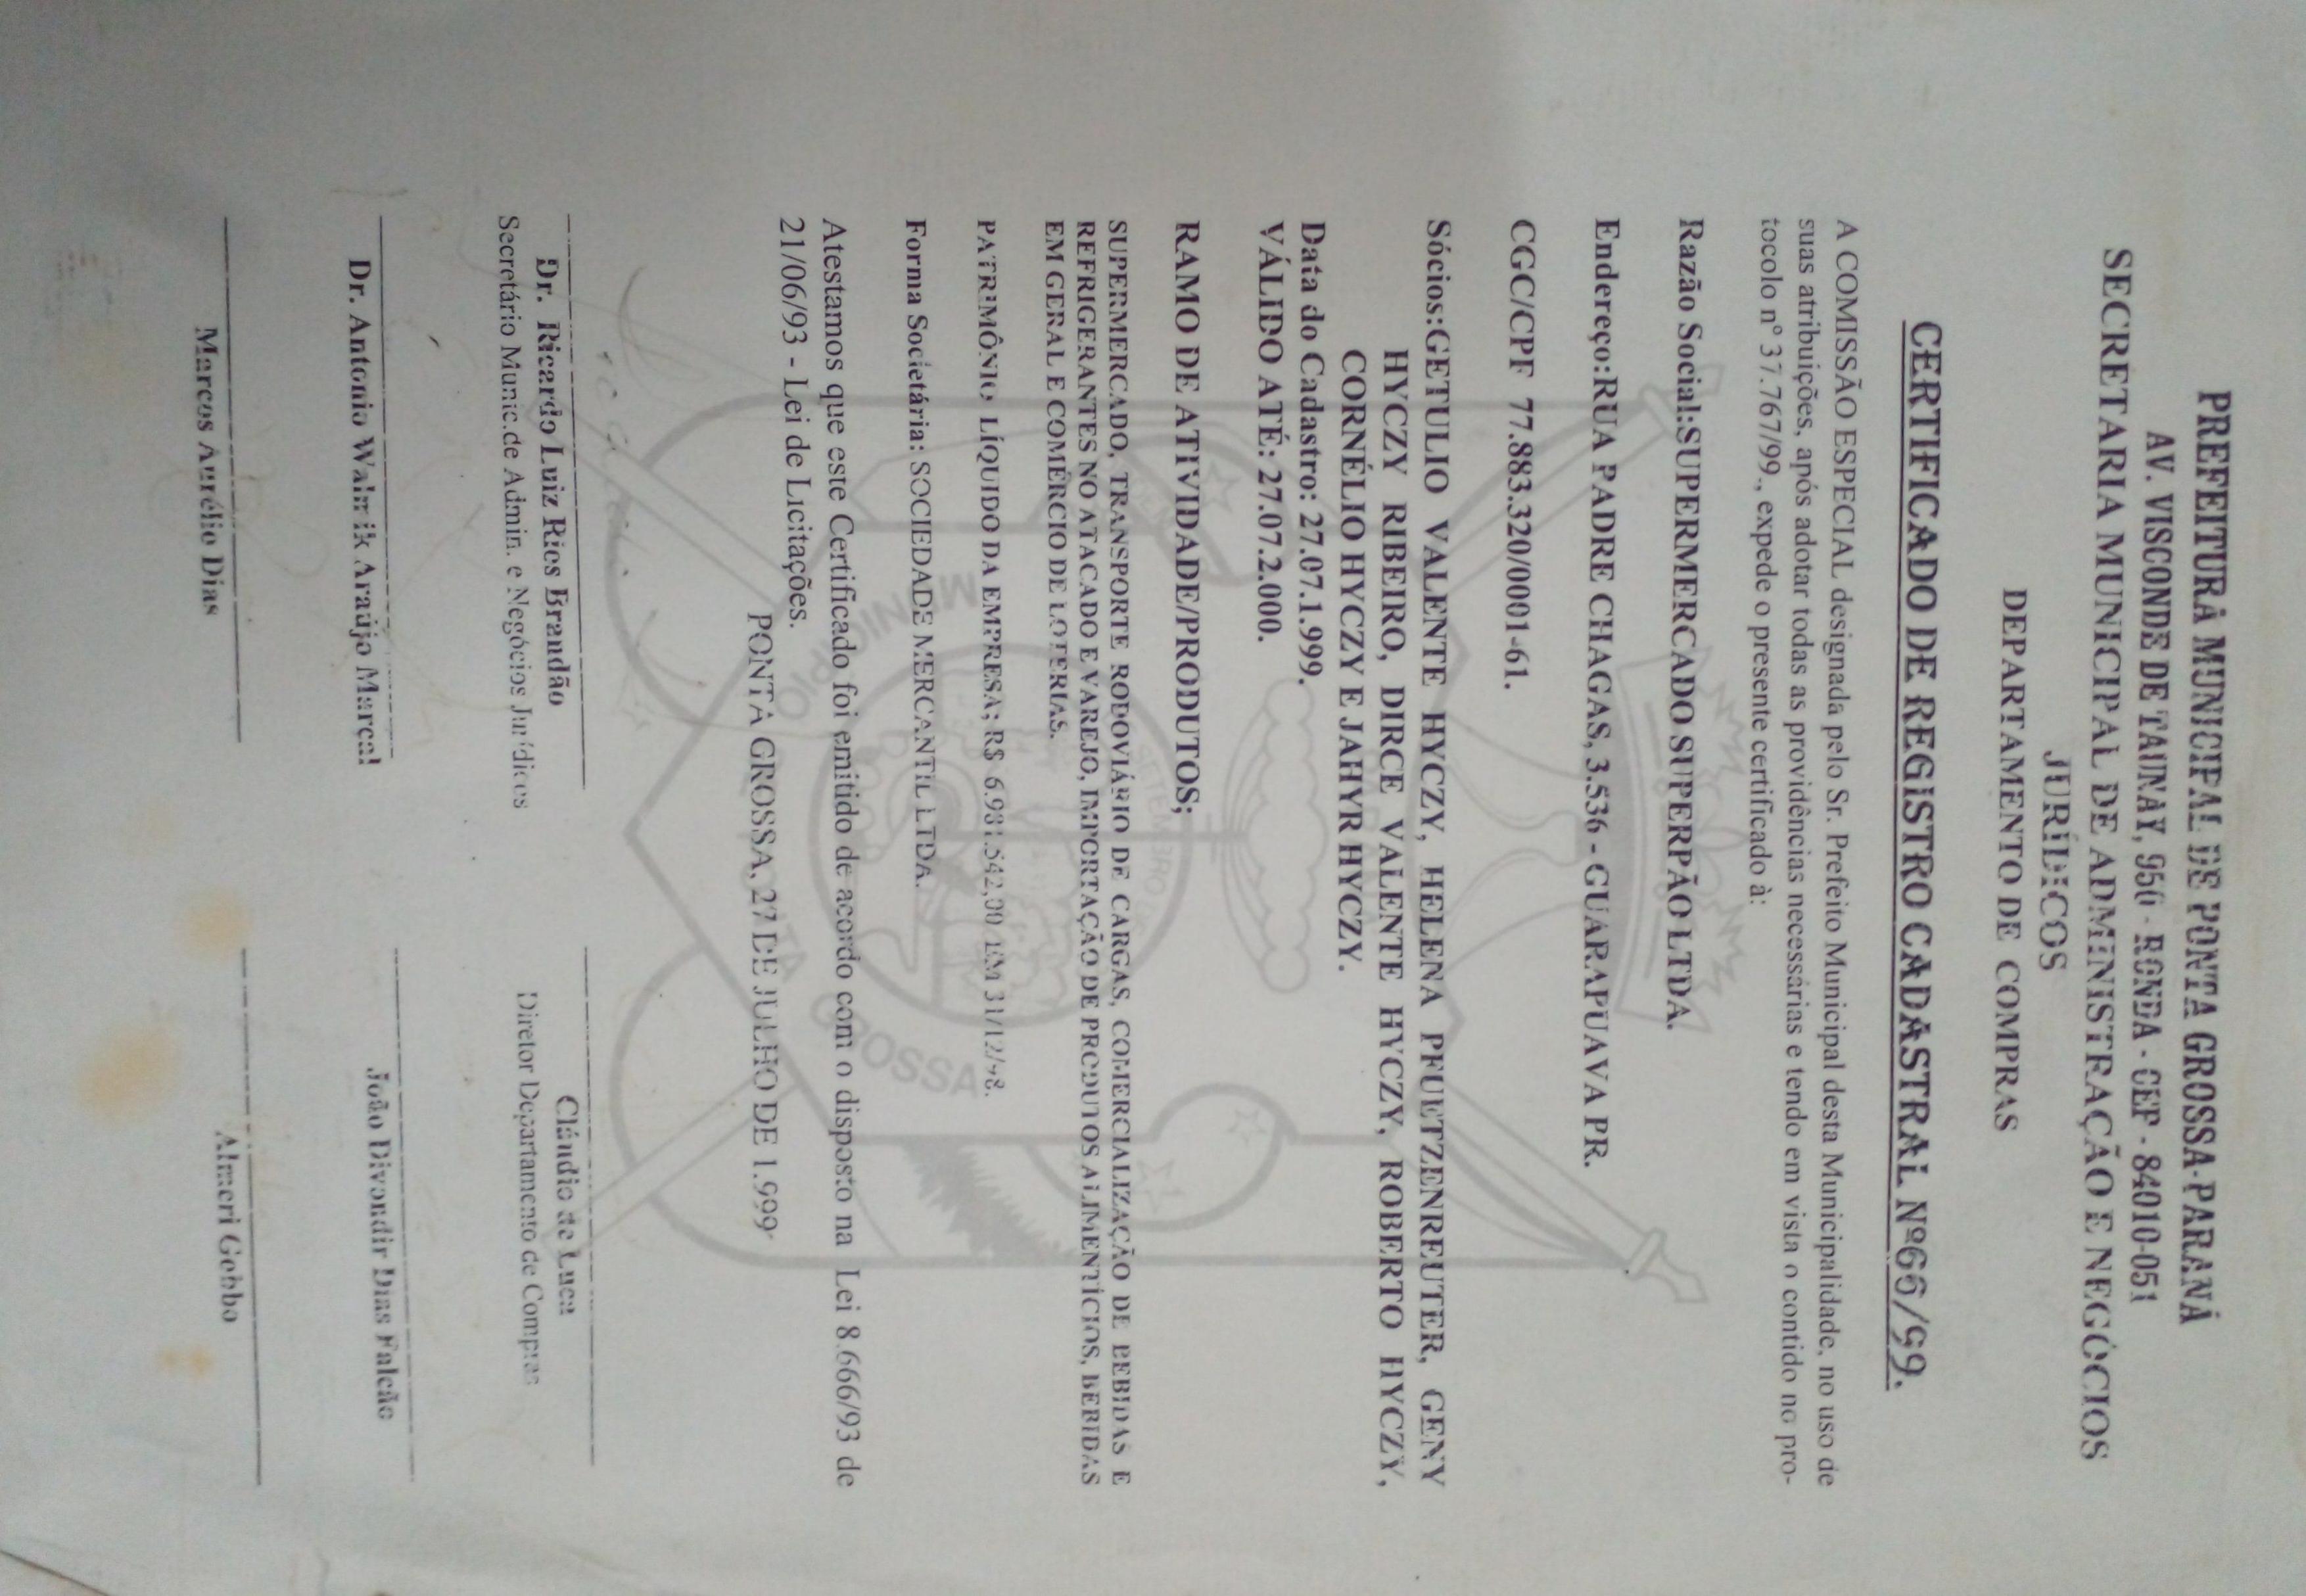 PREFEITURA MUNICIPAL DE PONTA GROSSA-PARANÁ
AV. VISCONDE DE TAUNAY, 950 - RONDA - CEP - 84010-051
SECRETARIA MUNICIPAL DE ADMINISTRAÇÃO E NEGÓCIOS
JURÍDICOS
DEPARTAMENTO DE COMPRAS
CERTIFICADO DE REGISTRO CADASTRAL Nº66/99.
A COMISSÃO ESPECIAL designada pelo Sr. Prefeito Municipal desta Municipalidade, no uso de
suas atribuições, após adotar todas as providências necessárias e tendo em vista o contido no pro-
tocolo nº 37.767/99., expede o presente certificado à:
Razão Social:SUPERMERCADO SUPERPÃO LTDA.
Endereço:RUA PADRE CHAGAS, 3.536 - GUARAPUAVA PR.
CGC/CPF 77.883.320/0001-61.
Sócios:GETULIO VALENTE HYCZY, HELENA PFUETZENREUTER, GENY
HYCZY RIBEIRO, DIRCE VALENTE HYCZY, ROBERTO HYCZY,
CORNÉLIO HYCZY E JAHYR HYCZY.
Data do Cadastro: 27.07.1.999.
VÁLIDO ATÉ: 27.07.2.000.
RAMO DE ATIVIDADE/PRODUTOS;
SUPERMERCADO, TRANSPORTE RODOVIÁRIO DE CARGAS, COMERCIALIZAÇÃO DE BEBIDAS E
REFRIGERANTES NO ATACADO E VAREJO, IMPORTAÇÃO DE PRODUTOS ALIMENTÍCIOS, BEBIDAS
EM GERAL E COMÉRCIO DE LOTERIAS.
PATRIMÔNIO LÍQUIDO DA EMPRESA; R$ 6.981.542,00 EM 31/12/98.
Forma Societária: SOCIEDADE MERCANTIL LTDA.
Atestamos que este Certificado foi emitido de acordo com o disposto na Lei 8.666/93 de
21/06/93 - Lei de Licitações.
PONTA GROSSA, 27 DE JULHO DE 1.999.
MUNICIPIO PONTA GROSSA
SETEMBRO
Dr. Ricardo Luiz Ries Brandão
Secretário Munic.de Admin. e Negócios Jurídicos
Cláudio de Luca
Diretor Departamento de Compras
Dr. Antonio Walmik Araújo Marçal
João Divondir Dias Falcão
Marcos Aurélio Dias
Almeri Gobbo